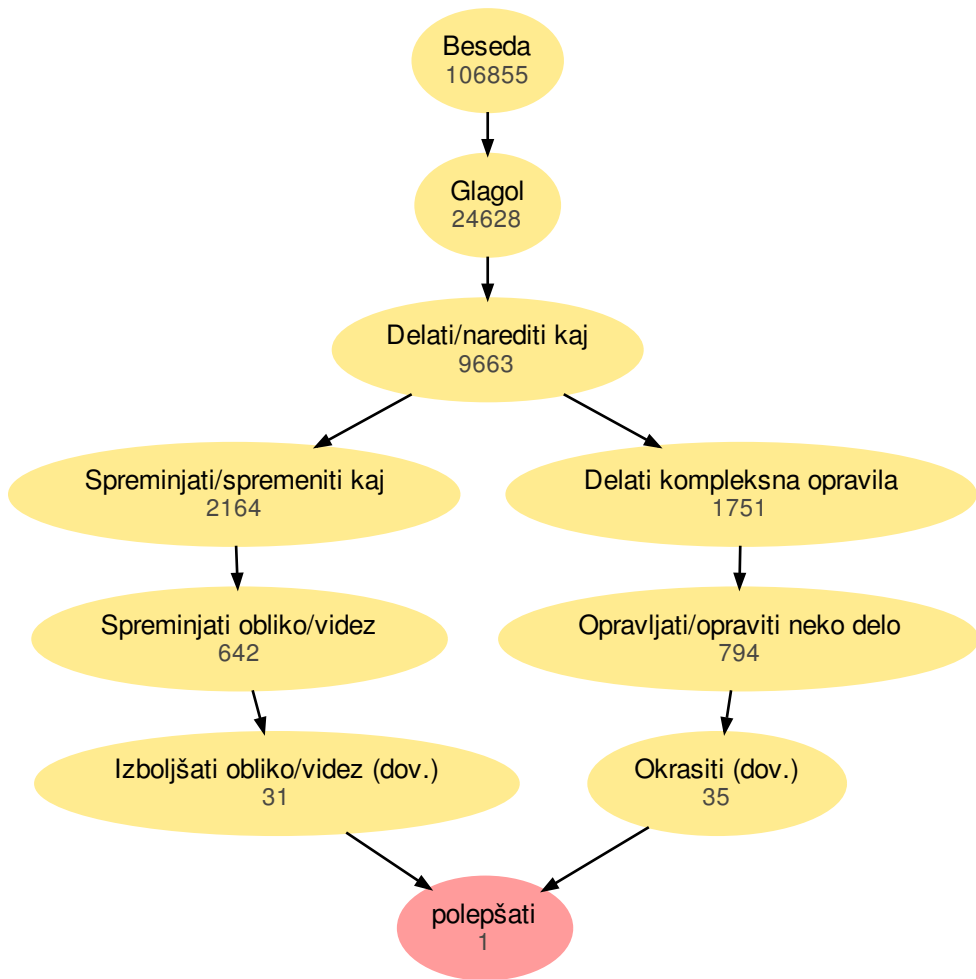 Beseda
106855
Glagol
24628
Delati/narediti kaj
9663
Spreminjati/spremeniti kaj
2164
Delati kompleksna opravila
1751
Spreminjati obliko/videz
642
Opravljati/opraviti neko delo
794
Izboljšati obliko/videz (dov.)
31
Okrasiti (dov.)
35
polepšati
1